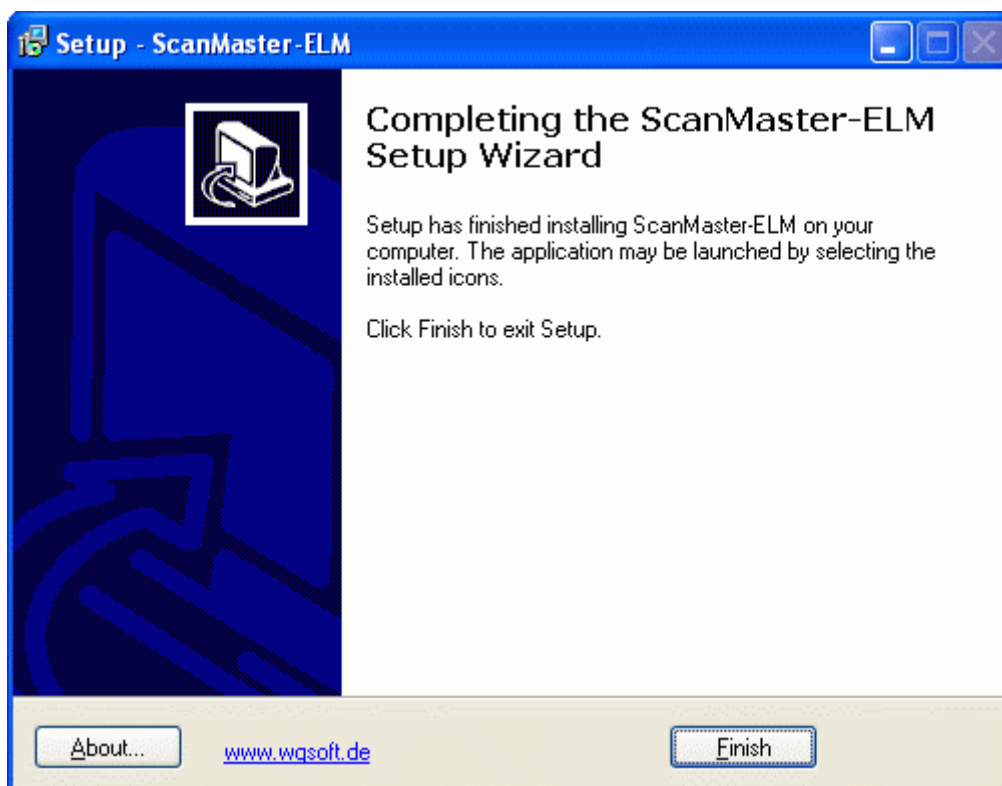 Setup - ScanMaster-ELM
Completing the ScanMaster-ELM
Setup Wizard
Setup has finished installing ScanMaster-ELM on your
computer. The application may be launched by selecting the
installed icons.
Click Finish to exit Setup.
About...
www.wgsoft.de
Finish